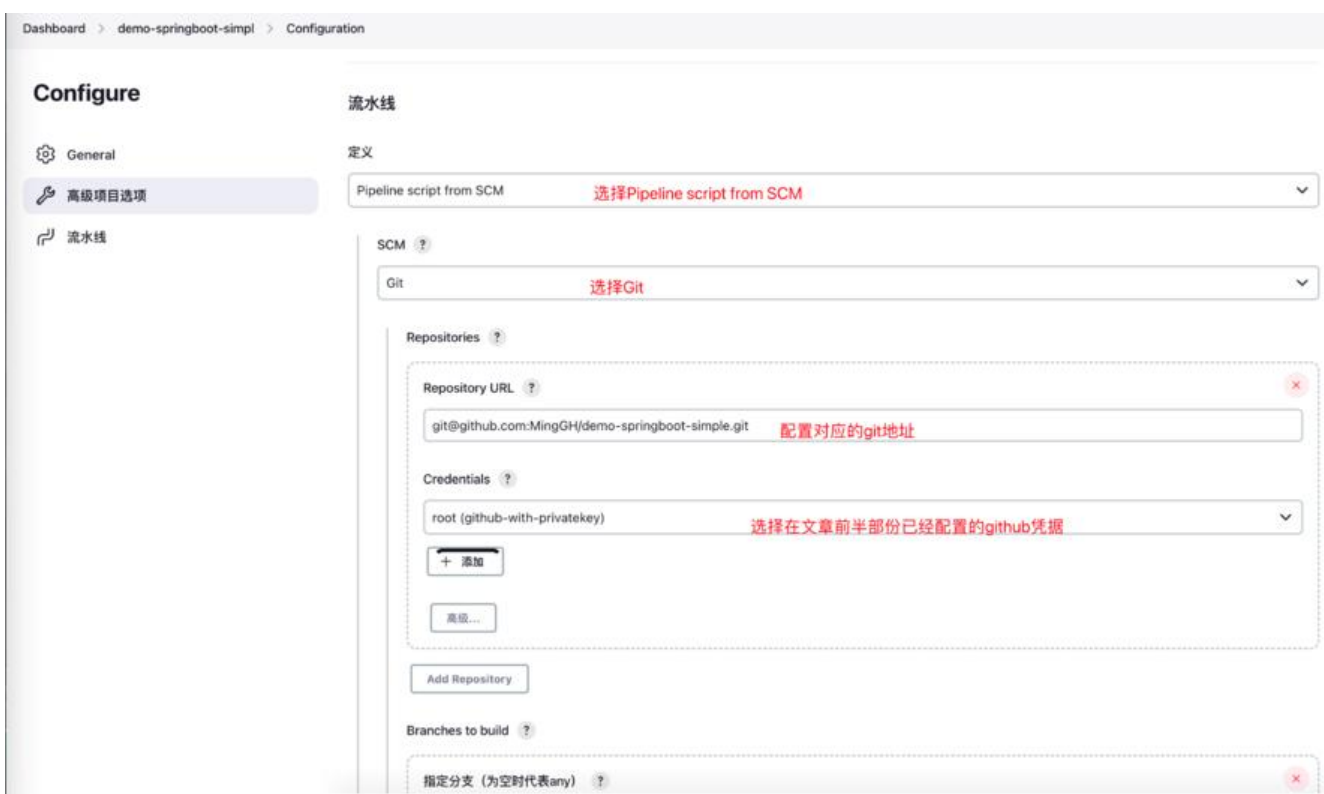 Dashboard > demo-springboot-simpl > Configuration
Configure
General
高级项目选项
流水线
流水线
定义
Pipeline script from SCM 选择Pipeline script from SCM
SCM ?
Git 选择Git
Repositories ?
Repository URL ?
git@github.com:MingGH/demo-springboot-simple.git 配置对应的git地址
Credentials ?
root (github-with-privatekey) 选择在文章前半部份已经配置的github凭据
+ 添加
高级...
Add Repository
Branches to build ?
指定分支（为空时代表any） ?